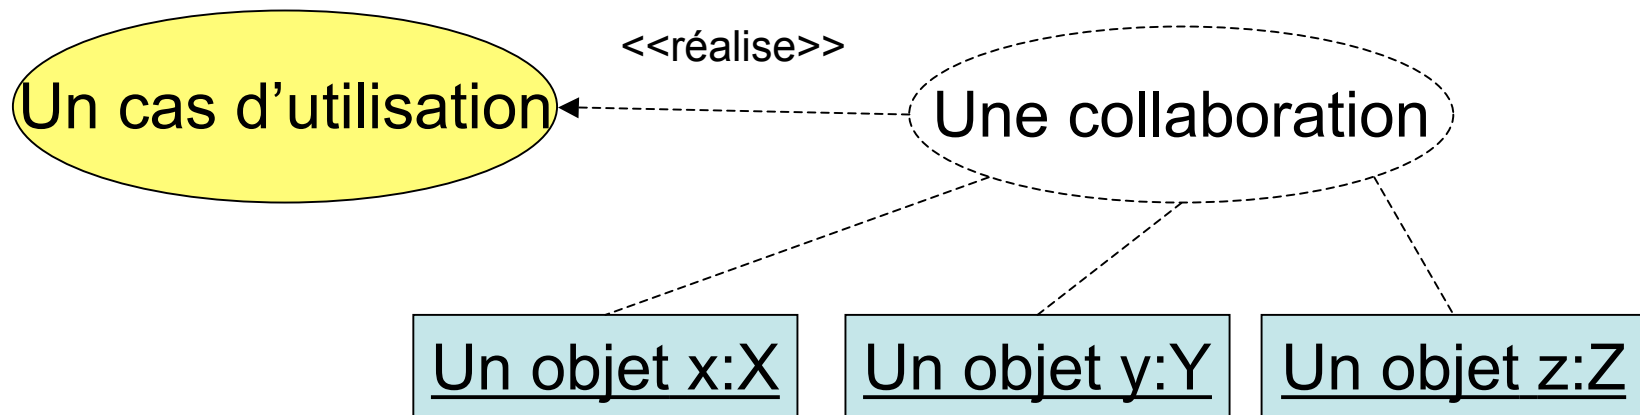 <<réalise>>
Un cas d’utilisation
Une collaboration
Un objet x:X
Un objet y:Y
Un objet z:Z